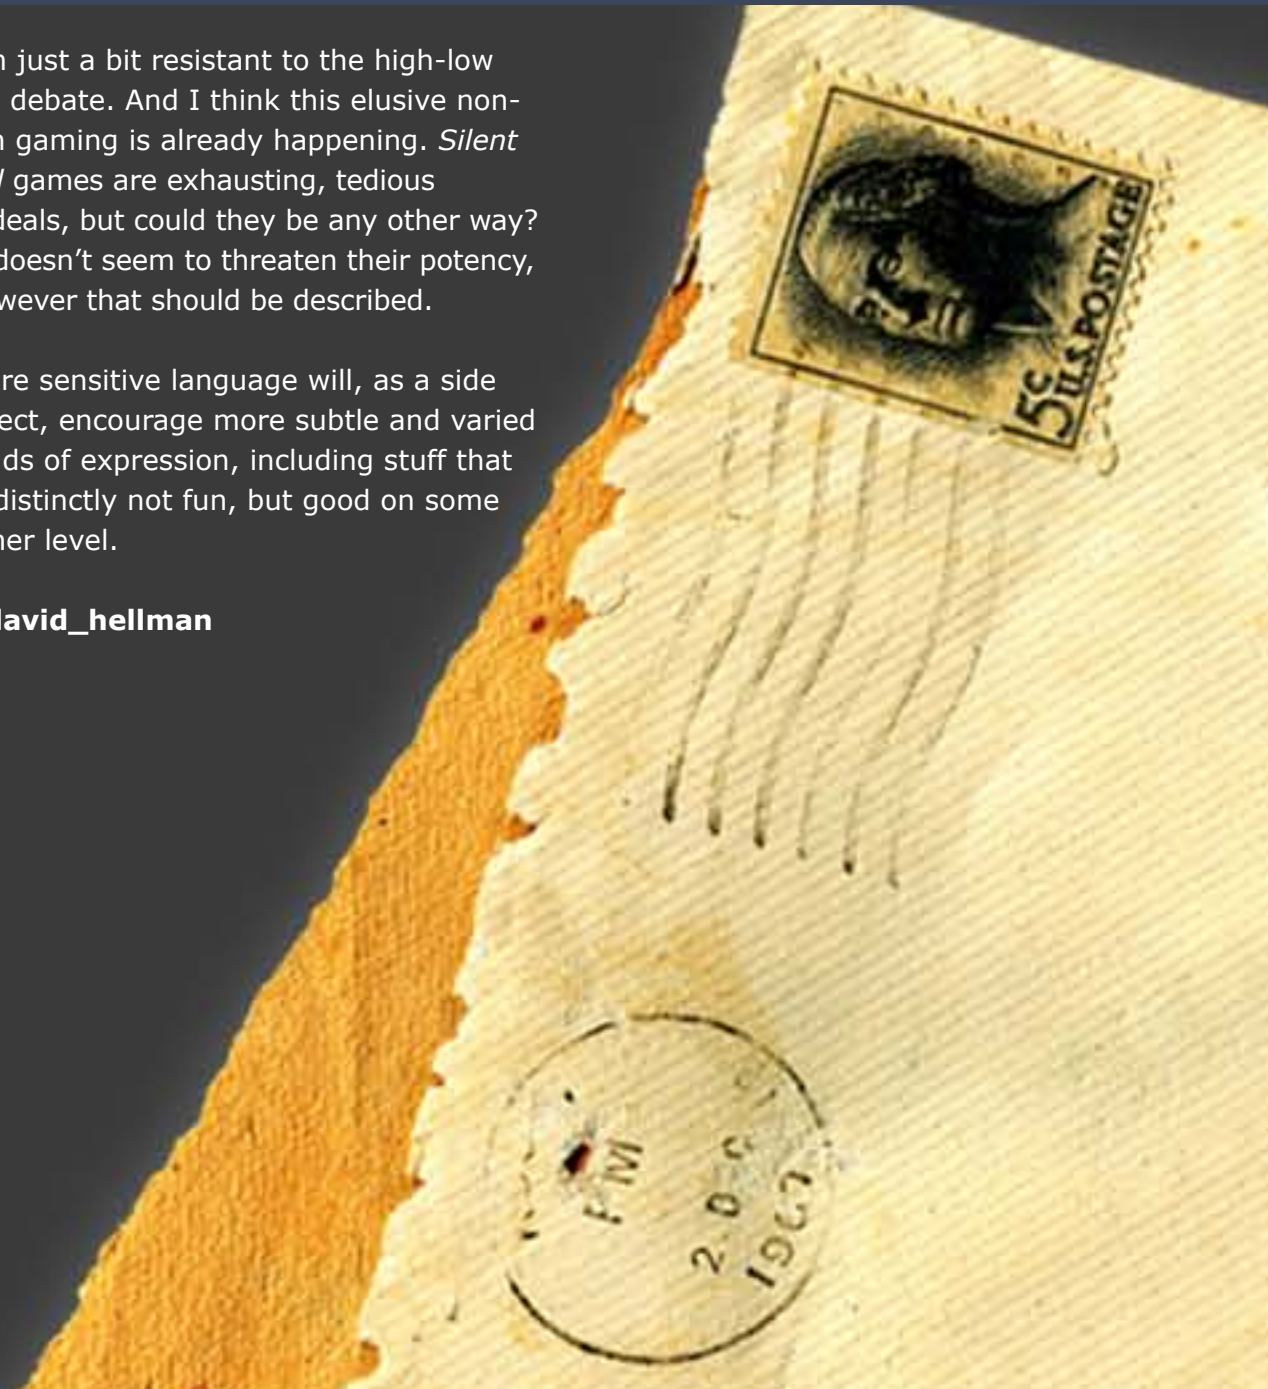 just a bit resistant to the high-low
debate. And I think this elusive non-
gaming is already happening. Silent
games are exhausting, tedious
deals, but could they be any other way?
doesn’t seem to threaten their potency,
wever that should be described.
re sensitive language will, as a side
ect, encourage more subtle and varied
ds of expression, including stuff that
distinctly not fun, but good on some
her level.
david_hellman
5c U.S. POSTAGE
PM
2 D